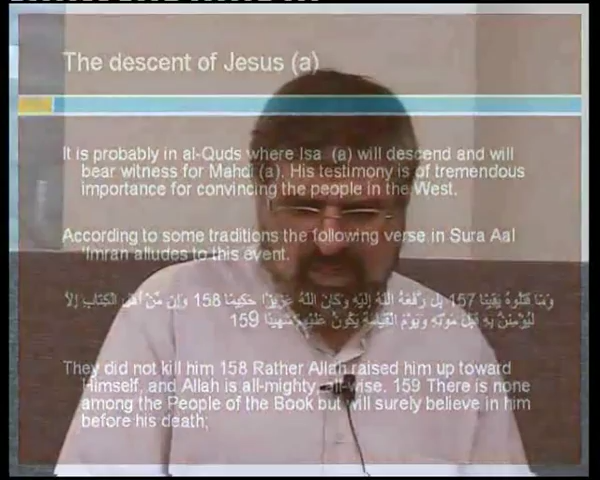 The descent of Jesus (a)
It is probably in al-Quds where Isa (a) will descend and will
bear witness for Mahdi (a). His testimony is of tremendous
importance for convincing the people in the West.
According to some traditions the following verse in Sura Aal
'Imran alludes to this event.
وَمَا قَتَلُوهُ يَقِينًا 157 بَل رَّفَعَهُ اللَّهُ إِلَيْهِ وَكَانَ اللَّهُ عَزِيزًا حَكِيمًا 158 وَإِن مِّنْ أَهْلِ الْكِتَابِ إِلَّا
لَيُؤْمِنَنَّ بِهِ قَبْلَ مَوْتِهِ وَيَوْمَ الْقِيَامَةِ يَكُونُ عَلَيْهِمْ شَهِيدًا 159
They did not kill him 158 Rather Allah raised him up toward
Himself, and Allah is all-mighty all-wise. 159 There is none
among the People of the Book but will surely believe in him
before his death;